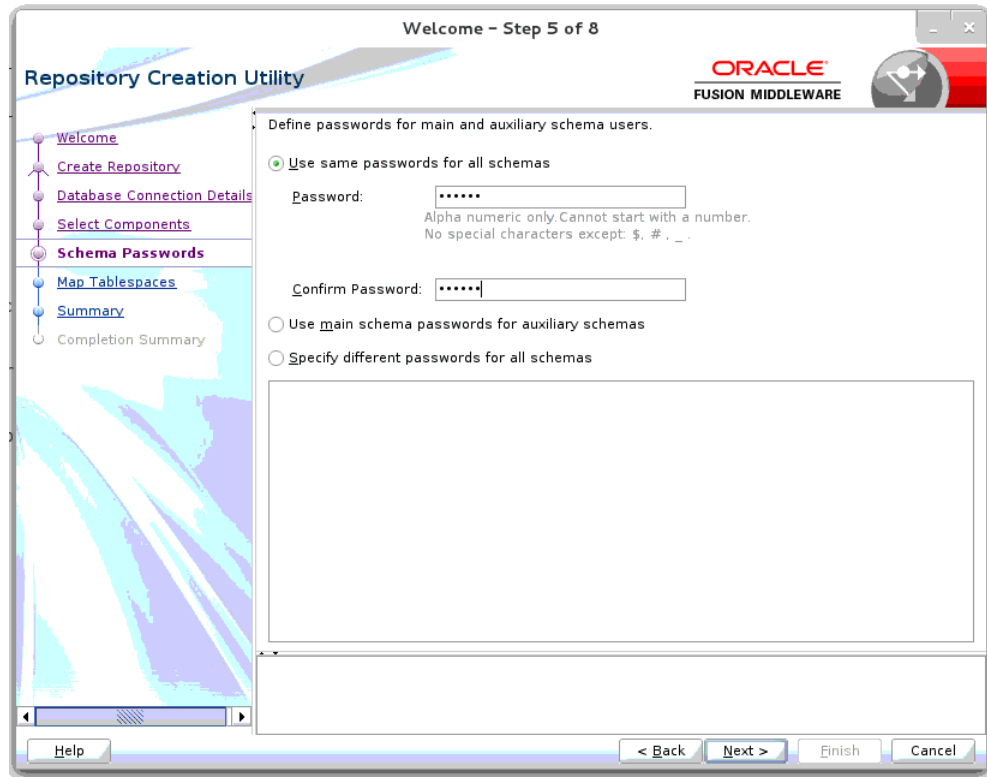 Welcome - Step 5 of 8
Repository Creation Utility
ORACLE
FUSION MIDDLEWARE
Welcome
Create Repository
Database Connection Details
Select Components
Schema Passwords
Map Tablespaces
Summary
Completion Summary
Define passwords for main and auxiliary schema users.
Use same passwords for all schemas
Password: ••••••
Alpha numeric only.Cannot start with a number.
No special characters except: $, # , _ .
Confirm Password: ••••••
Use main schema passwords for auxiliary schemas
Specify different passwords for all schemas
Help
< Back
Next >
Finish
Cancel